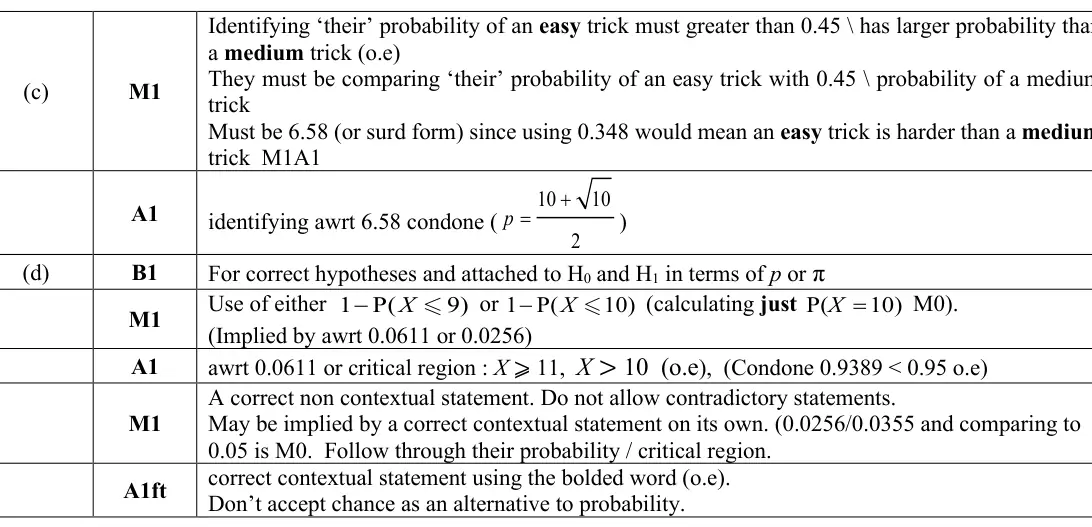 Identifying ‘their’ probability of an easy trick must greater than 0.45 \ has larger probability than
a medium trick (o.e)
They must be comparing ‘their’ probability of an easy trick with 0.45 \ probability of a medium
(c) M1 trick
Must be 6.58 (or surd form) since using 0.348 would mean an easy trick is harder than a medium
trick M1A1
A1 identifying awrt 6.58 condone ( p = (10 + √10)/2 )
(d) B1 For correct hypotheses and attached to H₀ and H₁ in terms of p or π
M1 Use of either 1 – P( X ⩽ 9) or 1 – P( X ⩽ 10) (calculating just P(X = 10) M0).
(Implied by awrt 0.0611 or 0.0256)
A1 awrt 0.0611 or critical region : X ⩾ 11, X > 10 (o.e), (Condone 0.9389 < 0.95 o.e)
A correct non contextual statement. Do not allow contradictory statements.
M1 May be implied by a correct contextual statement on its own. (0.0256/0.0355 and comparing to
0.05 is M0. Follow through their probability / critical region.
A1ft correct contextual statement using the bolded word (o.e).
Don’t accept chance as an alternative to probability.